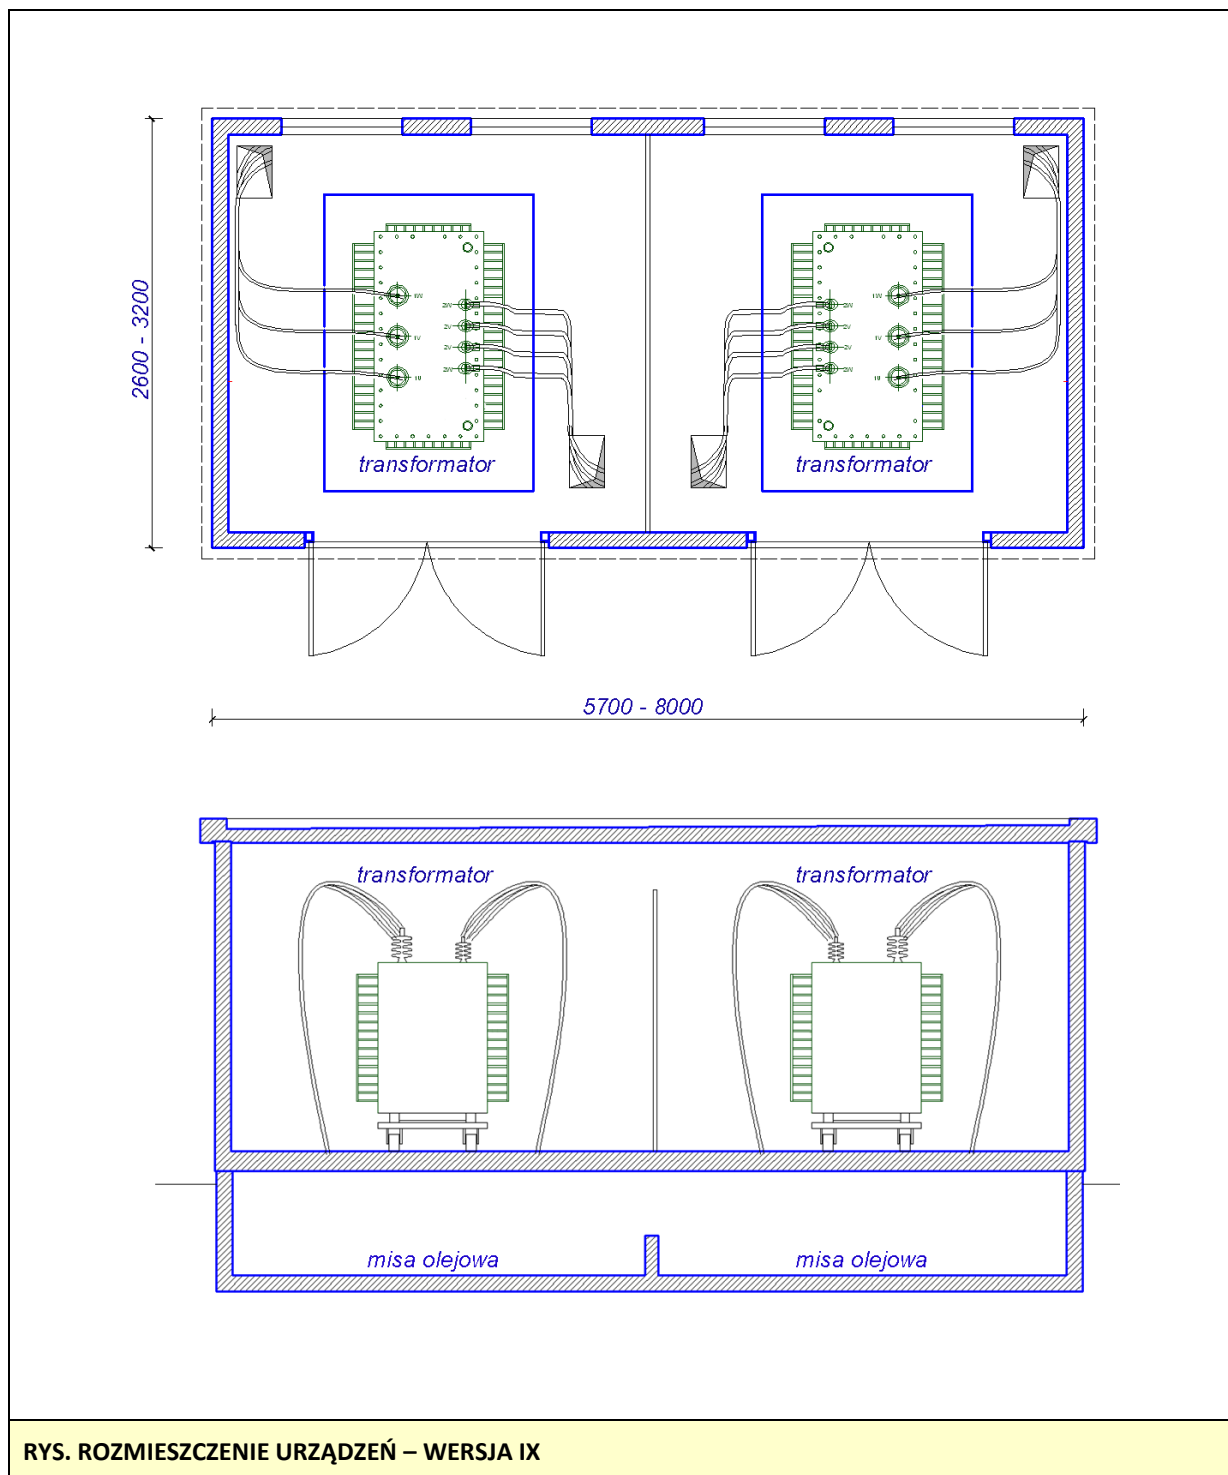 2600 - 3200
transformator
transformator
5700 - 8000
transformator
transformator
misa olejowa
misa olejowa
RYS. ROZMIESZCZENIE URZĄDZEŃ – WERSJA IX